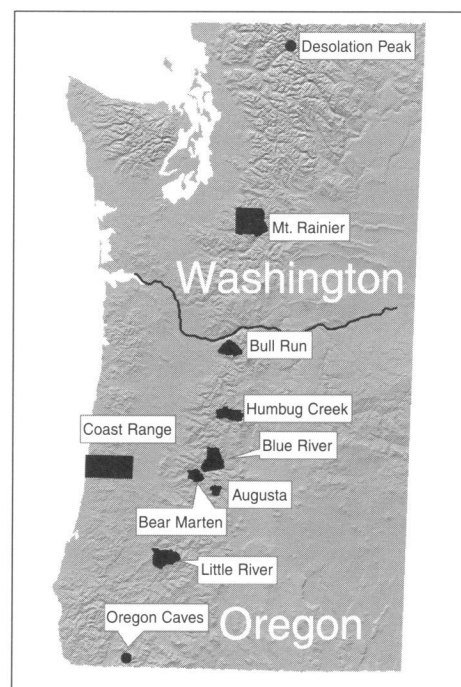 Desolation Peak
Mt. Rainier
Washington
Bull Run
Humbug Creek
Coast Range
Blue River
Augusta
Bear Marten
Little River
Oregon Caves
Oregon